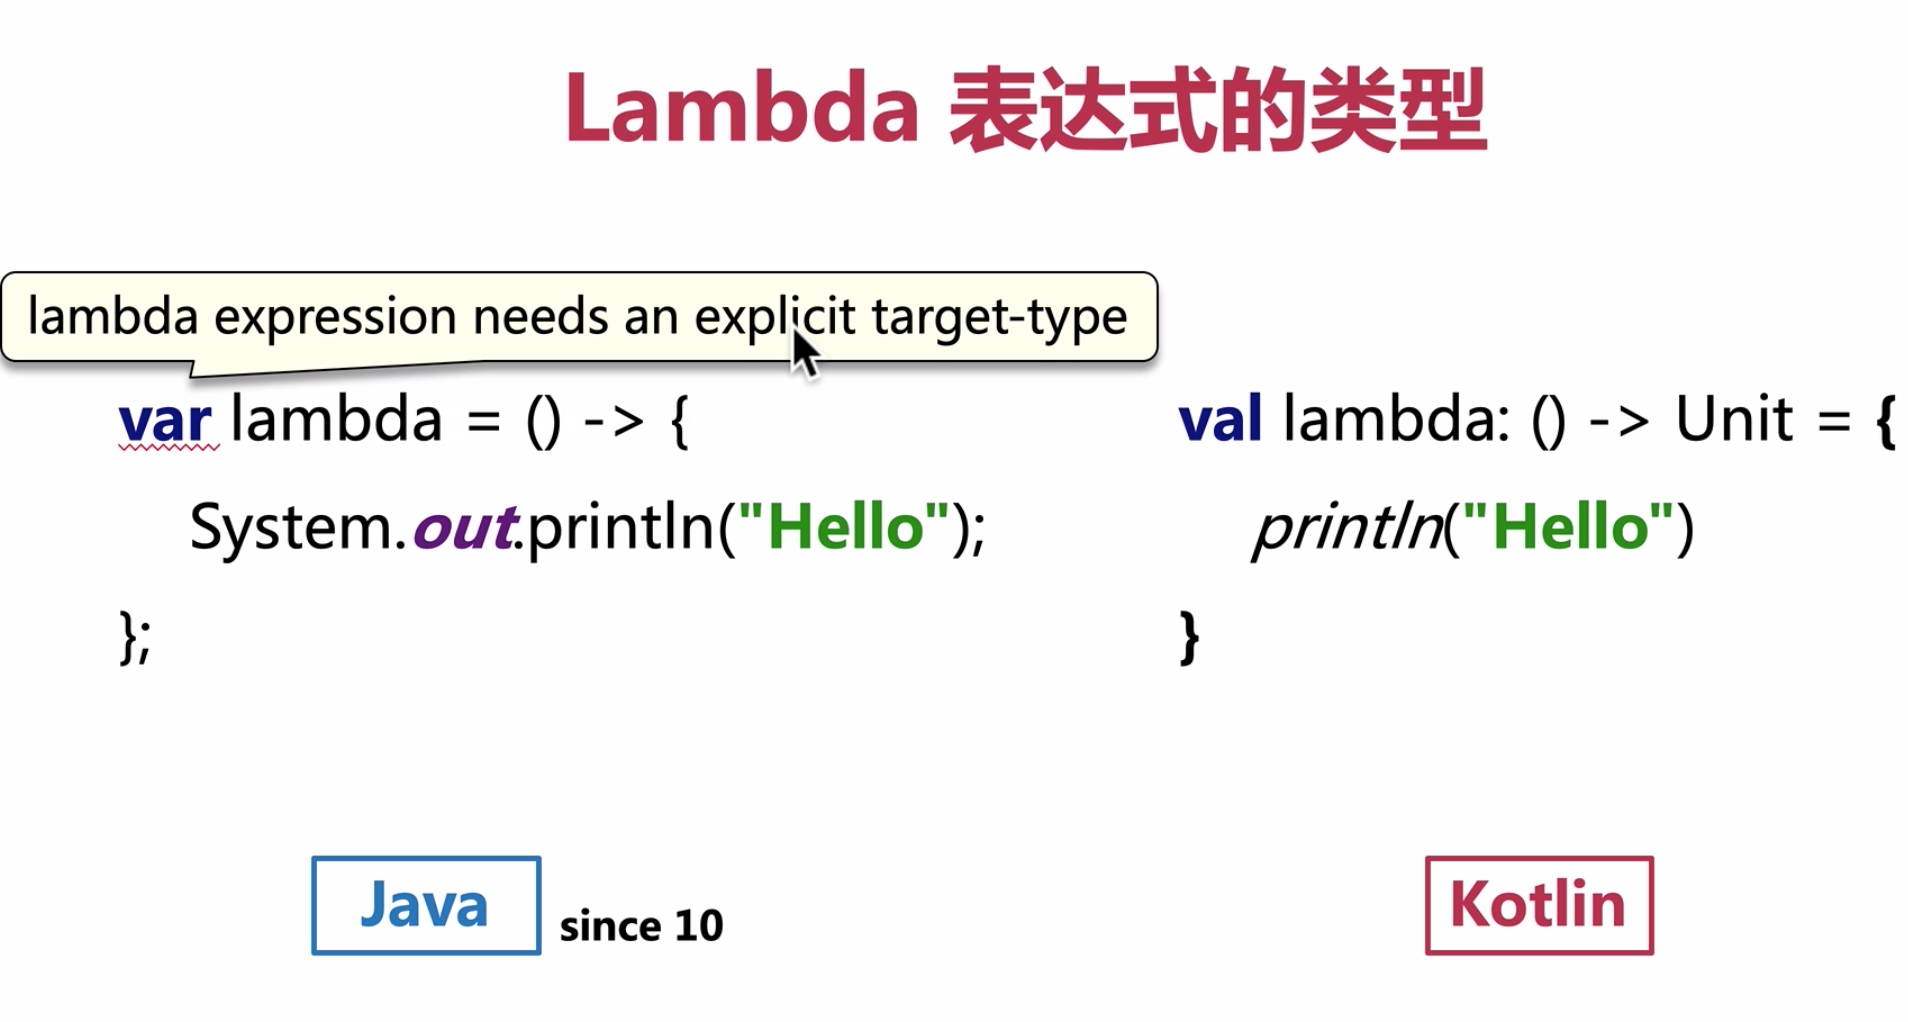 Lambda 表达式的类型
lambda expression needs an explicit target-type
var lambda = () -> {
System.out.println("Hello");
};
val lambda: () -> Unit = {
println("Hello")
}
Java
since 10
Kotlin